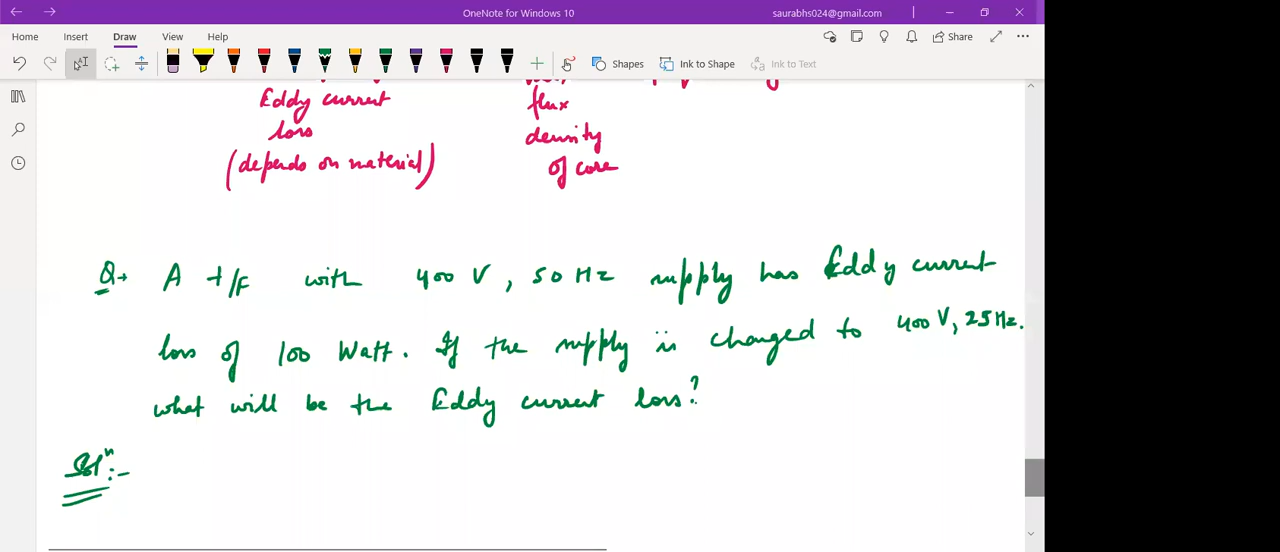 OneNote for Windows 10
saurabhs024@gmail.com
Home Insert Draw View Help
Share
Shapes
Ink to Shape
Ink to Text
Eddy current
loss
(depends on material)
flux
density
of core
Q→ A t/F with 400 V, 50 Hz supply has Eddy current
loss of 100 Watt. If the supply is changed to 400 V, 25 Hz.
what will be the Eddy current loss?
Solⁿ:-